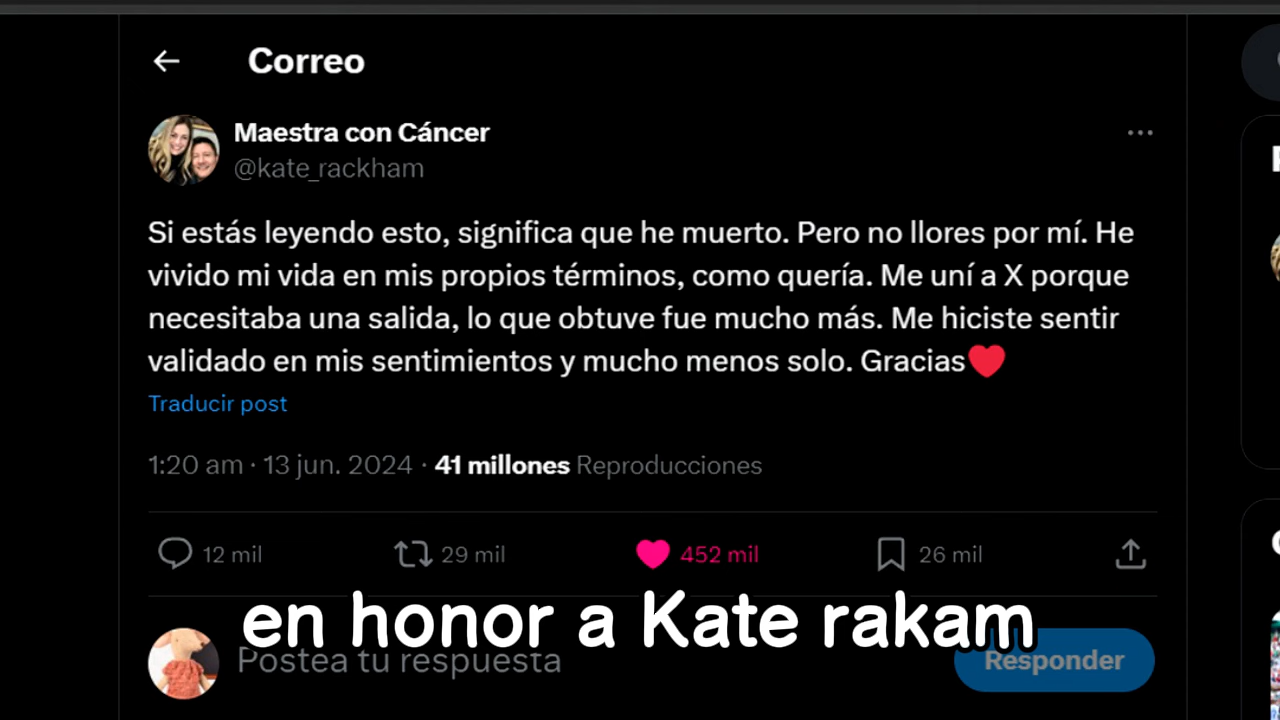 Correo
Maestra con Cáncer
@kate_rackham
Si estás leyendo esto, significa que he muerto. Pero no llores por mí. He
vivido mi vida en mis propios términos, como quería. Me uní a X porque
necesitaba una salida, lo que obtuve fue mucho más. Me hiciste sentir
validado en mis sentimientos y mucho menos solo. Gracias❤️
Traducir post
1:20 am · 13 jun. 2024 · 41 millones Reproducciones
12 mil 29 mil 452 mil 26 mil
en honor a Kate rakam
Postea tu respuesta
Responder